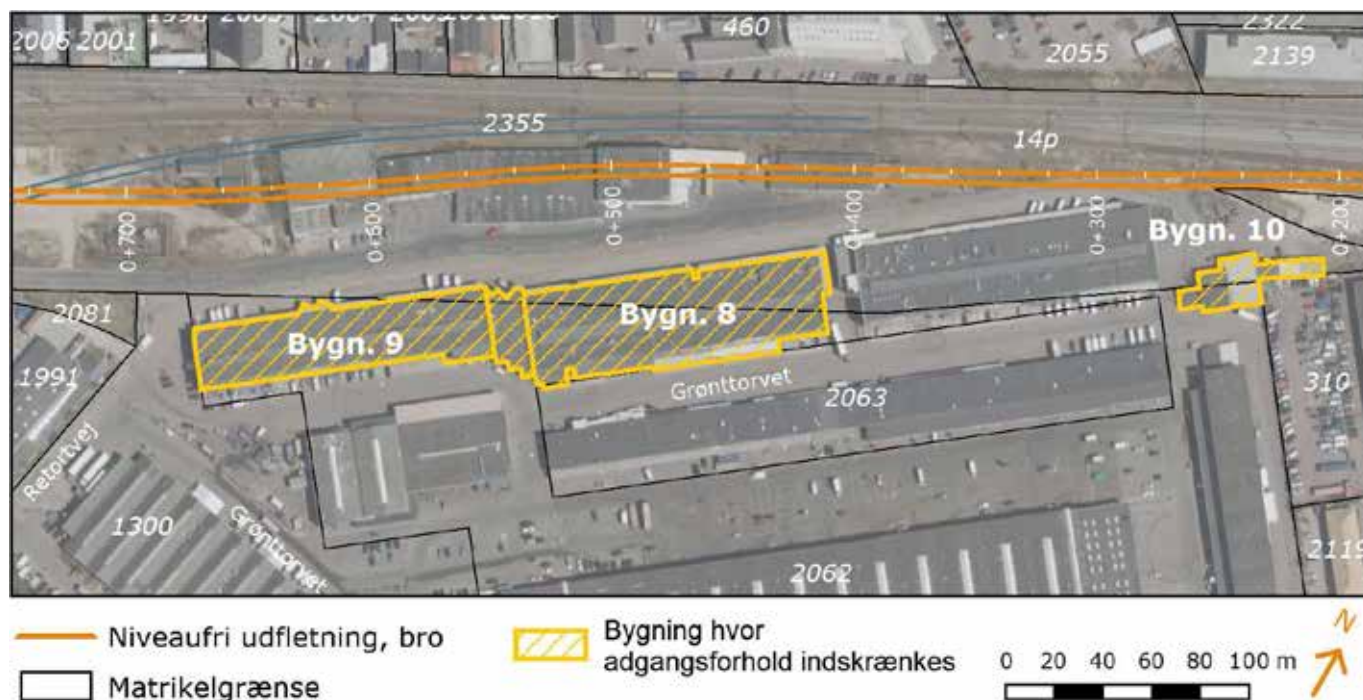 460
2322
2006
2001
2055
2139
2355
14p
0+700
0+600
0+500
0+400
0+300
0+200
Bygn. 10
2081
Bygn. 9
Bygn. 8
1991
Grønttorvet
2063
310
Retortvej
1300
Grønttorvet
2062
2119
Niveaufri udfletning, bro
Bygning hvor
adgangsforhold indskrænkes
N
Matrikelgrænse
0 20 40 60 80 100 m